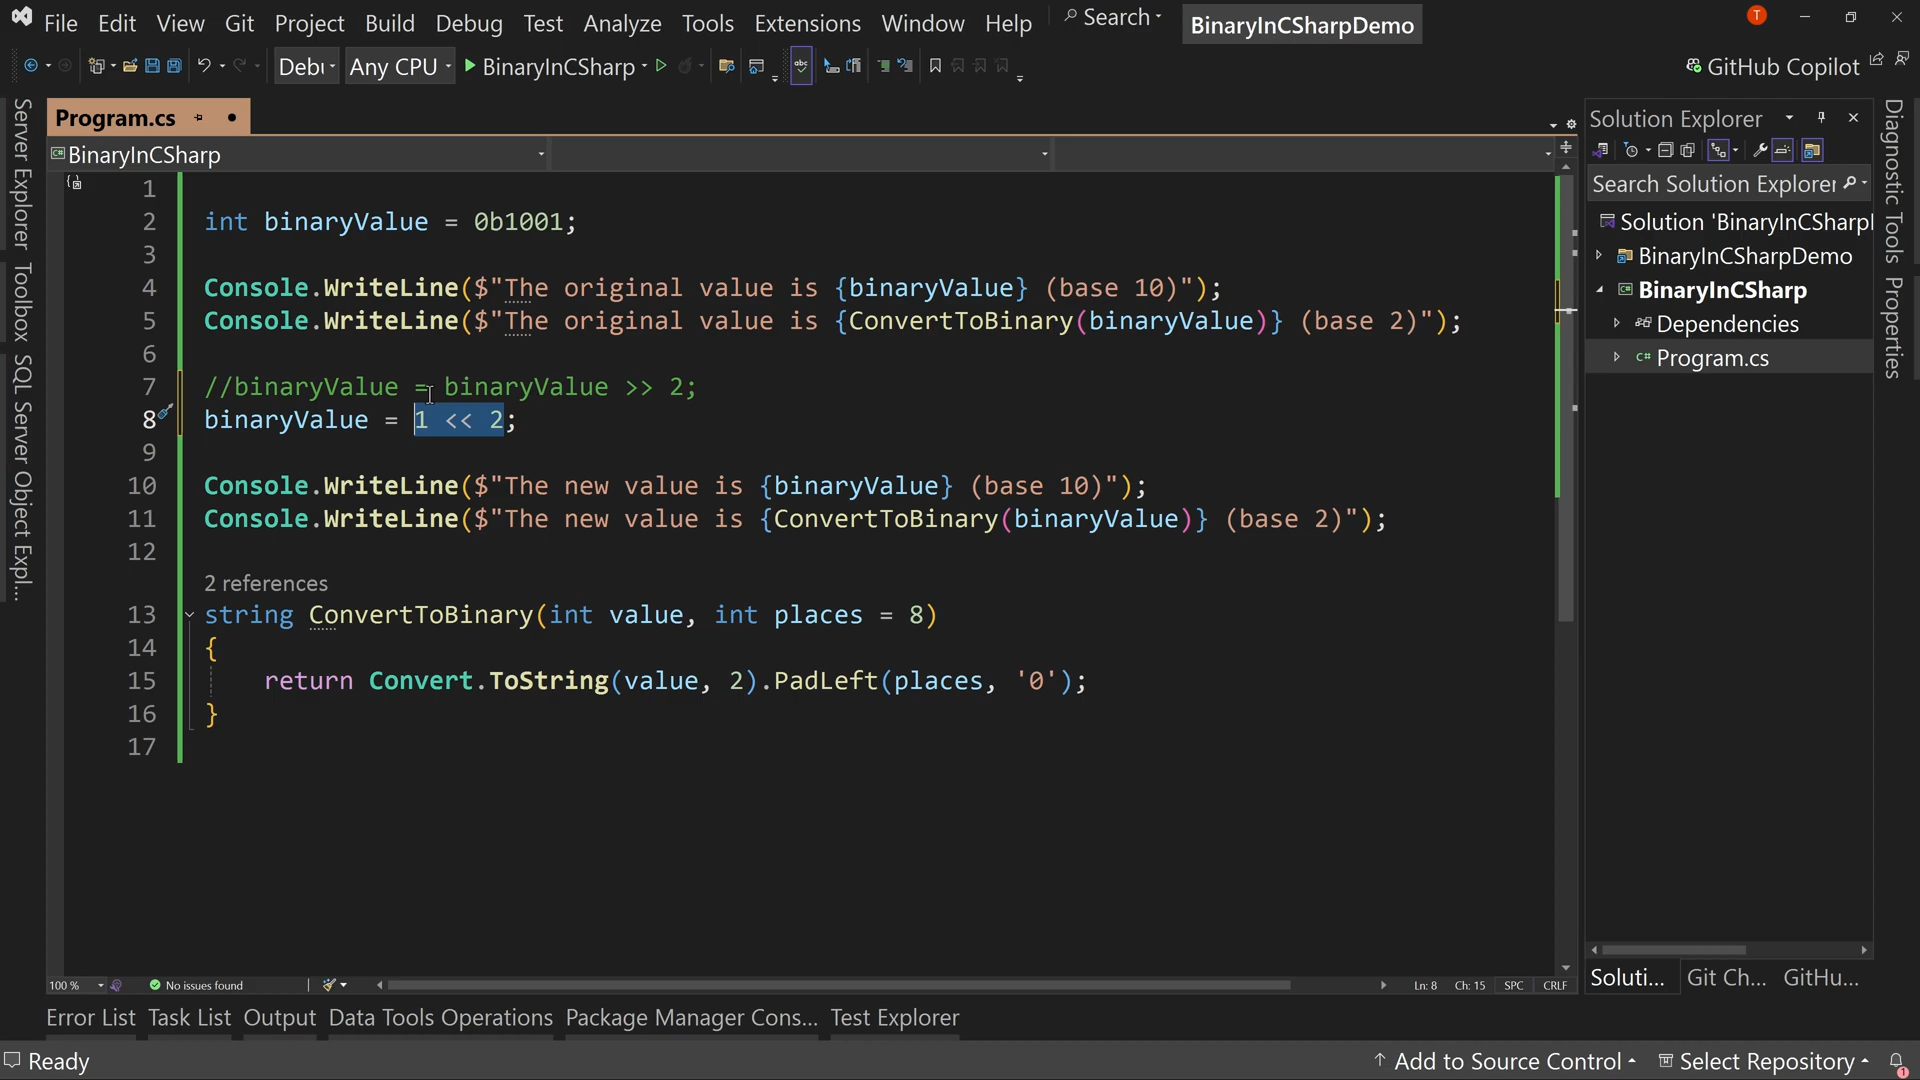 File Edit View Git Project Build Debug Test Analyze Tools Extensions Window Help Search BinaryInCSharpDemo T
Debu Any CPU BinaryInCSharp GitHub Copilot
Program.cs
BinaryInCSharp
1
2 int binaryValue = 0b1001;
3
4 Console.WriteLine($"The original value is {binaryValue} (base 10)");
5 Console.WriteLine($"The original value is {ConvertToBinary(binaryValue)} (base 2)");
6
7 //binaryValue = binaryValue >> 2;
8 binaryValue = 1 << 2;
9
10 Console.WriteLine($"The new value is {binaryValue} (base 10)");
11 Console.WriteLine($"The new value is {ConvertToBinary(binaryValue)} (base 2)");
12
2 references
13 string ConvertToBinary(int value, int places = 8)
14 {
15 return Convert.ToString(value, 2).PadLeft(places, '0');
16 }
17
100 % No issues found Ln: 8 Ch: 15 SPC CRLF
Server Explorer
Toolbox
SQL Server Object Expl...
Solution Explorer
Search Solution Explorer
Solution 'BinaryInCSharp
BinaryInCSharpDemo
BinaryInCSharp
Dependencies
C# Program.cs
Soluti... Git Ch... GitHu...
Diagnostic Tools
Properties
Error List Task List Output Data Tools Operations Package Manager Cons... Test Explorer
Ready Add to Source Control Select Repository 1